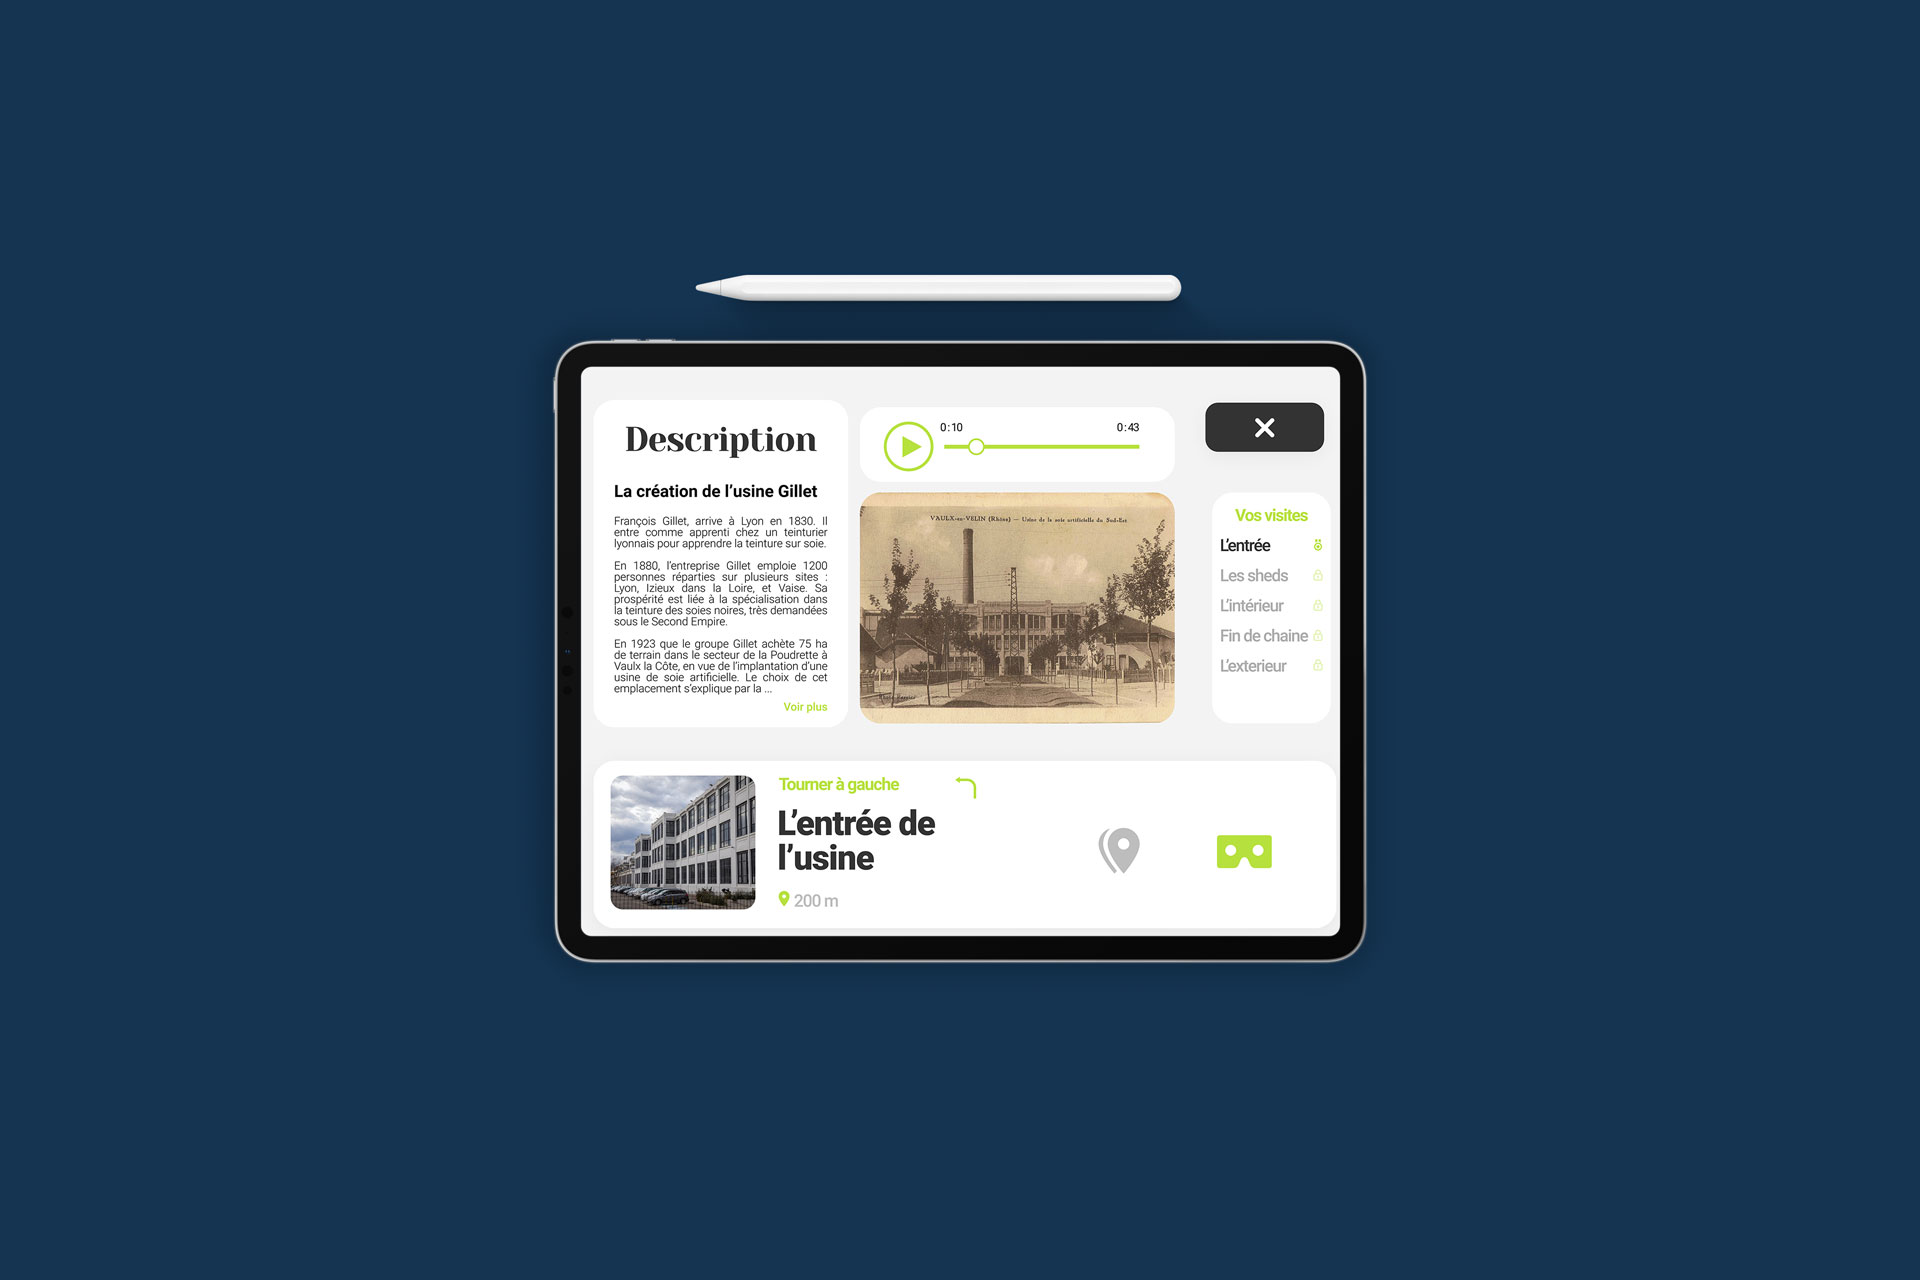 Description
La création de l’usine Gillet
François Gillet, arrive à Lyon en 1830. Il
entre comme apprenti chez un teinturier
lyonnais pour apprendre la teinture sur soie.
En 1880, l’entreprise Gillet emploie 1200
personnes réparties sur plusieurs sites :
Lyon, Izieux dans la Loire, et Vaise. Sa
prospérité est liée à la spécialisation dans
la teinture des soies noires, très demandées
sous le Second Empire.
En 1923 que le groupe Gillet achète 75 ha
de terrain dans le secteur de la Poudrette à
Vaulx la Côte, en vue de l’implantation d’une
usine de soie artificielle. Le choix de cet
emplacement s’explique par la ...
Voir plus
0:10
0:43
VAULX-en-VELIN (Rhône) — Usine de la soie artificielle du Sud-Est
Vos visites
L’entrée
Les sheds
L’intérieur
Fin de chaine
L’exterieur
Tourner à gauche
L’entrée de
l’usine
200 m